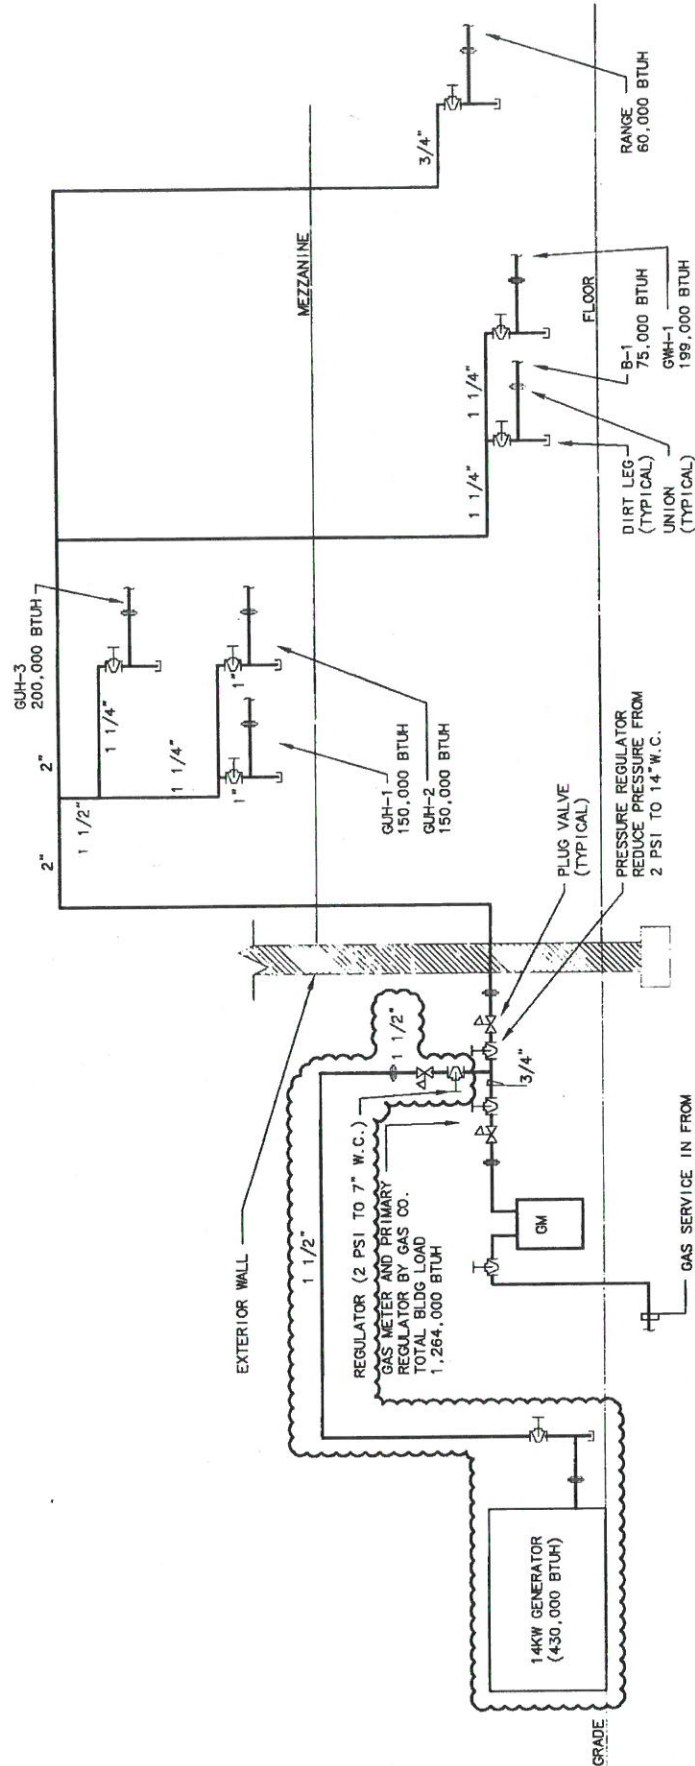 GUH-3
200,000 BTUH
2"
2"
1 1/2"
1 1/4"
1 1/4"
1"
1"
GUH-1
150,000 BTUH
GUH-2
150,000 BTUH
MEZZANINE
3/4"
RANGE
60,000 BTUH
1 1/4"
1 1/4"
FLOOR
B-1
75,000 BTUH
GWH-1
199,000 BTUH
DIRT LEG
(TYPICAL)
UNION
(TYPICAL)
PLUG VALVE
(TYPICAL)
PRESSURE REGULATOR
REDUCE PRESSURE FROM
2 PSI TO 14"W.C.
EXTERIOR WALL
1 1/2"
1 1/2"
3/4"
REGULATOR (2 PSI TO 7" W.C.)
GAS METER AND PRIMARY
REGULATOR BY GAS CO.
TOTAL BLDG LOAD
1,264,000 BTUH
GM
GAS SERVICE IN FROM
14KW GENERATOR
(430,000 BTUH)
GRADE